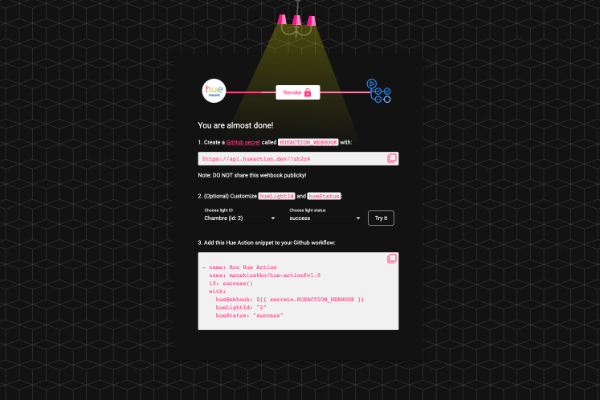 hue
Revoke
You are almost done!
1. Create a GitHub secret called HUEACTION_WEBHOOK with:
https://api.hueaction.dev/
Note: DO NOT share this webbook publicky!
2. (Optional) Customize hueLightId and hueStatus:
Choose light ID Choose light status
Chambre (id: 2) success Try it
3. Add this Hue Action snippet to your Github workflow:
- name: Run Hue Action
uses: manekinekko/hue-action@v1.0
if: success()
with:
hueWebhook: ${{ secrets.HUEACTION_WEBHOOK }}
hueLightId: "2"
hueStatus: "success"